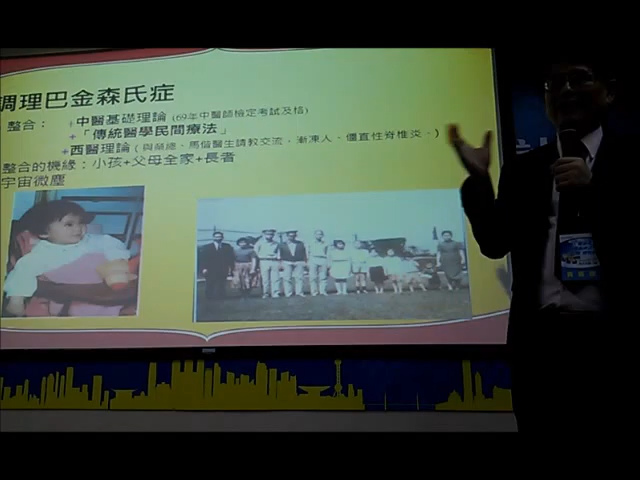 調理巴金森氏症
整合： +中醫基礎理論 (69年中醫師檢定考試及格)
+「傳統醫學民間療法」
+西醫理論 ( 與榮總、馬偕醫生請教交流。漸凍人、僵直性脊椎炎。)
整合的機緣：小孩+父母全家+長者
宇宙微塵